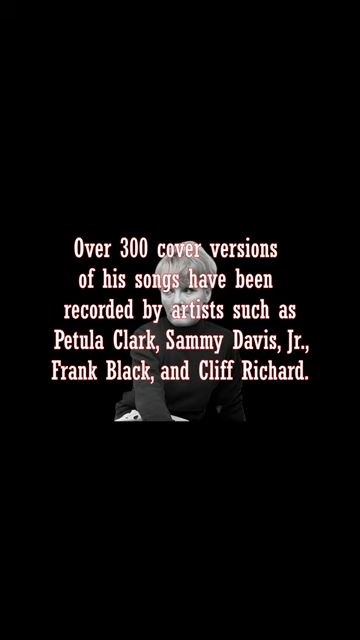 Over 300 cover versions
of his songs have been
recorded by artists such as
Petula Clark, Sammy Davis, Jr.,
Frank Black, and Cliff Richard.